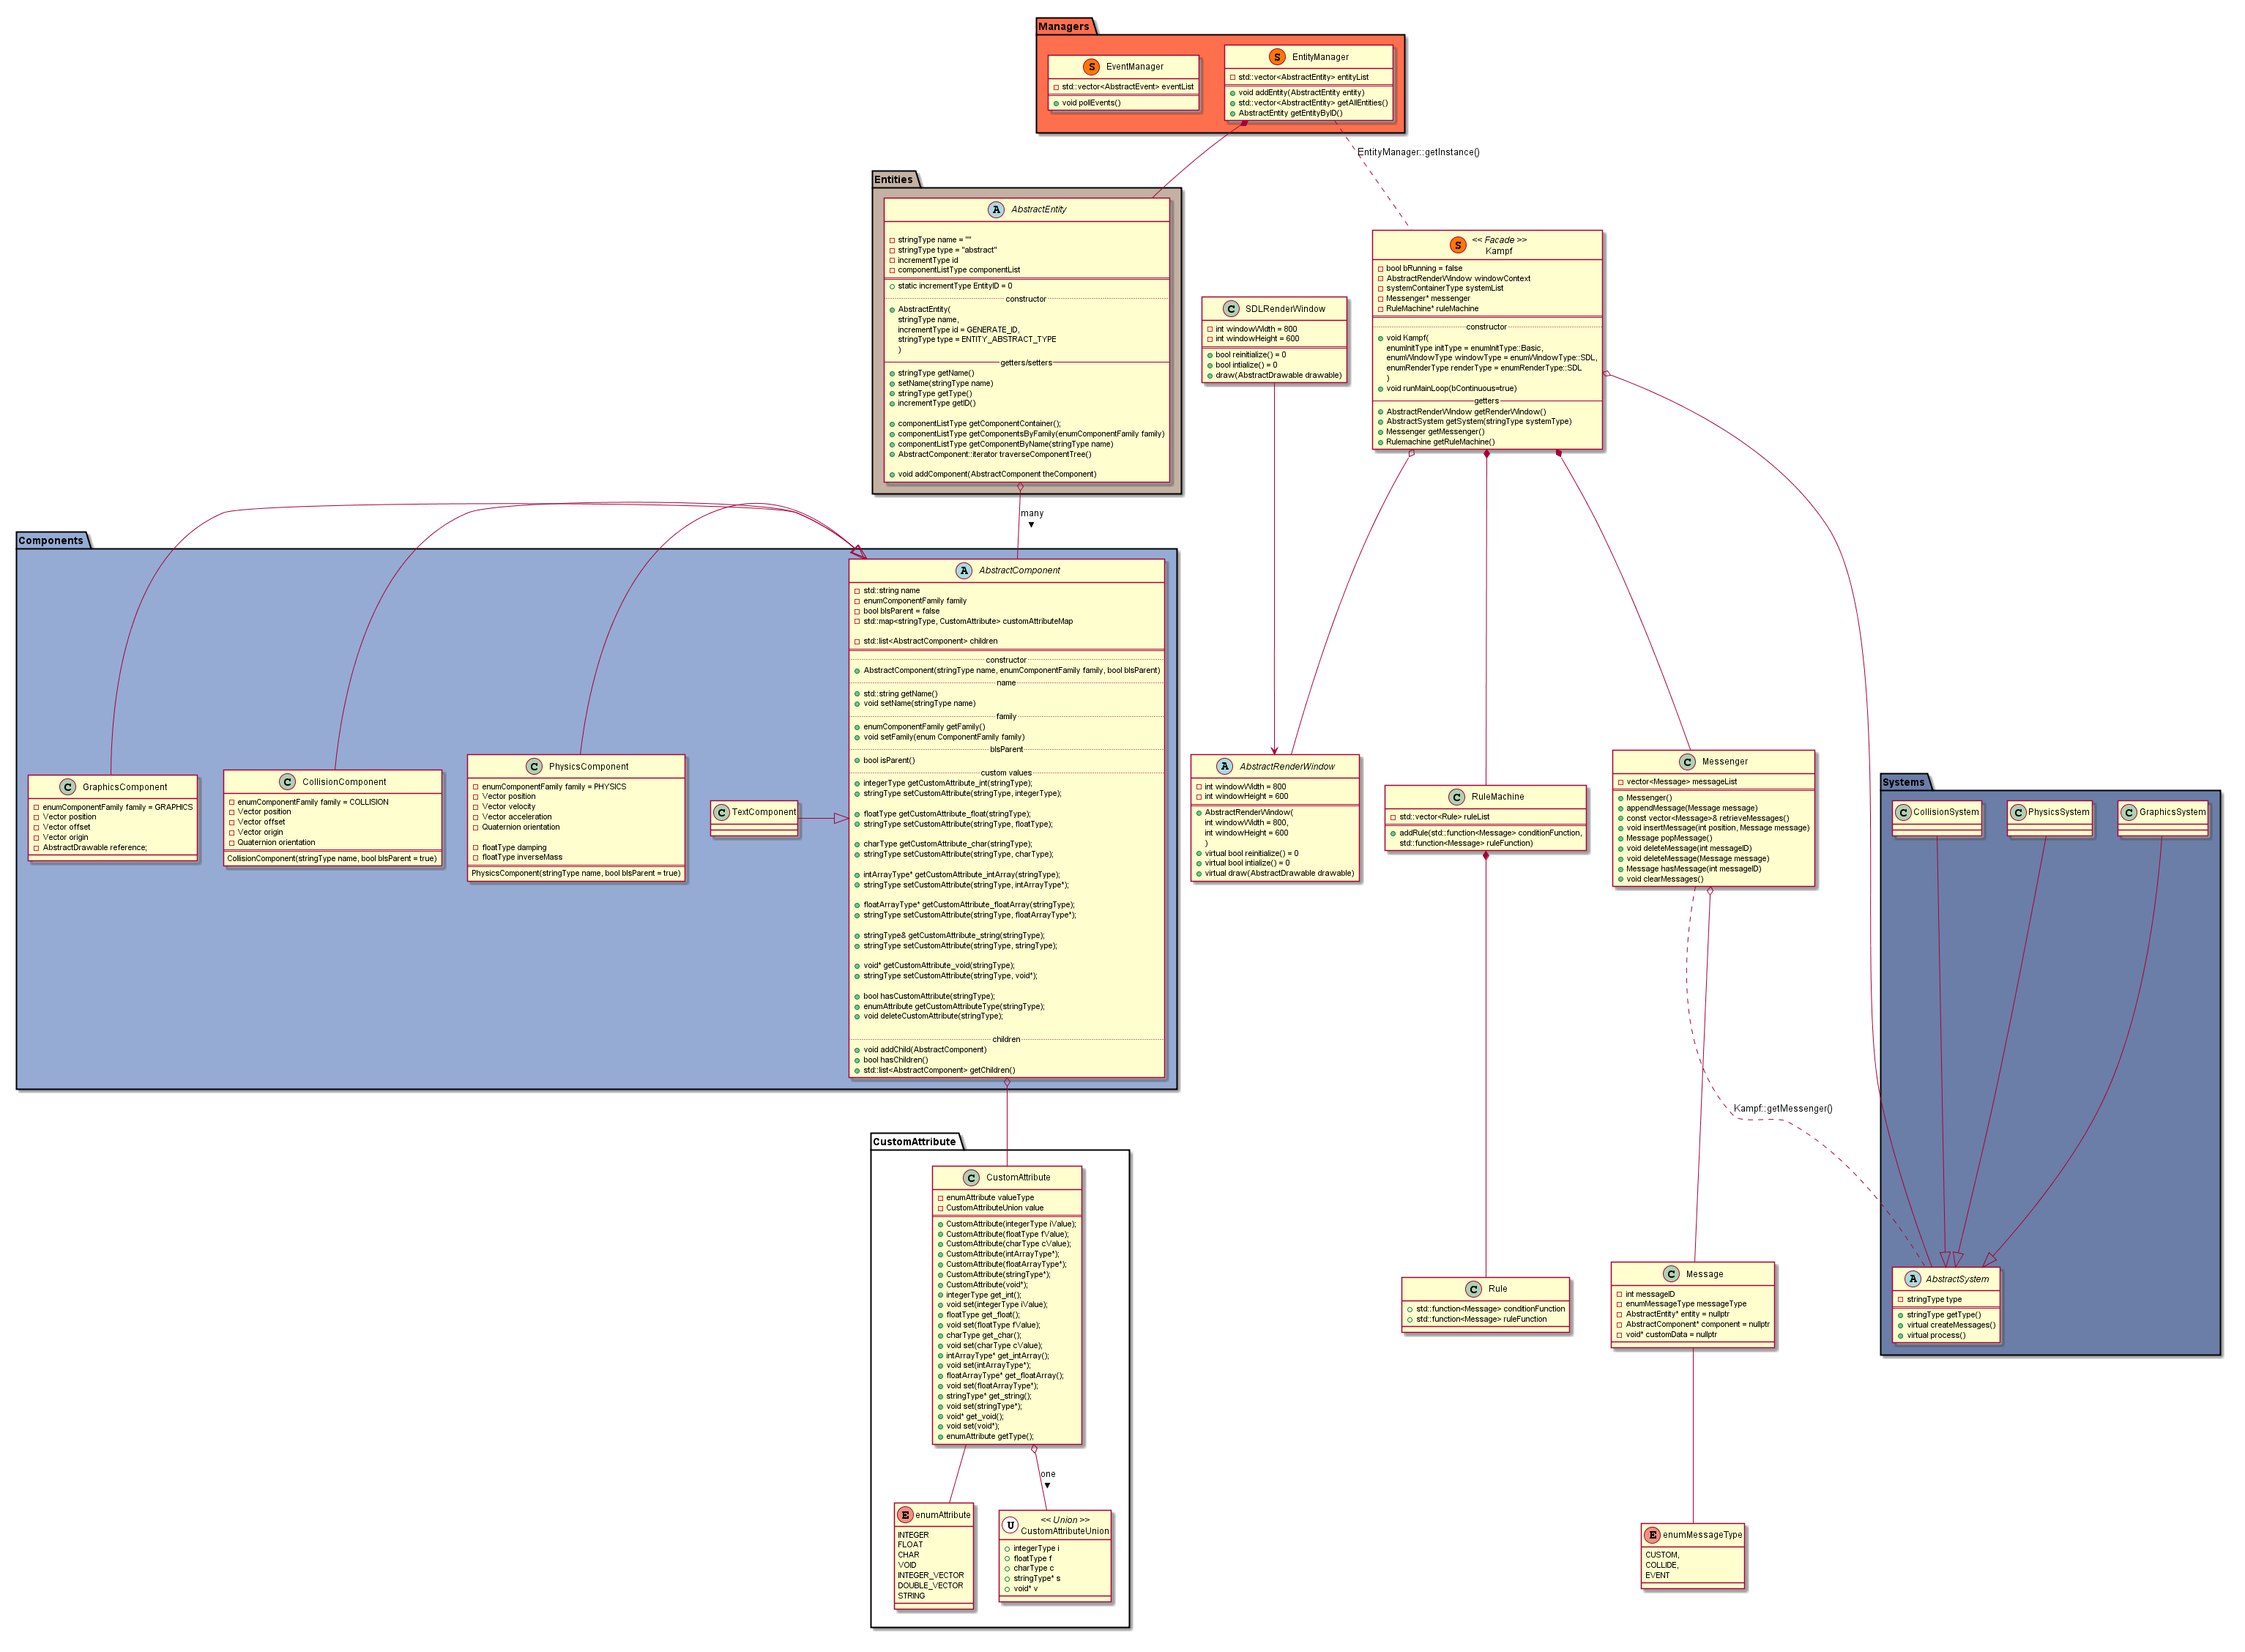 Managers
S
EventManager
std::vector<AbstractEvent> eventList
void pollEvents()
S
EntityManager
std::vector<AbstractEntity> entityList
void addEntity(AbstractEntity entity)
std::vector<AbstractEntity> getAllEntities()
AbstractEntity getEntityByID()
EntityManager::getInstance()
Entities
A
AbstractEntity
stringType name = ""
stringType type = "abstract"
incrementType id
componentListType componentList
static incrementType EntityID = 0
constructor
AbstractEntity(
stringType name,
incrementType id = GENERATE_ID,
stringType type = ENTITY_ABSTRACT_TYPE
)
getters/setters
stringType getName()
setName(stringType name)
stringType getType()
incrementType getID()
componentListType getComponentContainer();
componentListType getComponentsByFamily(enumComponentFamily family)
componentListType getComponentByName(stringType name)
AbstractComponent::iterator traverseComponentTree()
void addComponent(AbstractComponent theComponent)
many
S
<< Facade >>
Kampf
bool bRunning = false
AbstractRenderWindow windowContext
systemContainerType systemList
Messenger* messenger
RuleMachine* ruleMachine
constructor
void Kampf(
enumInitType initType = enumInitType::Basic,
enumWindowType windowType = enumWindowType::SDL,
enumRenderType renderType = enumRenderType::SDL
)
void runMainLoop(bContinuous=true)
getters
AbstractRenderWindow getRenderWindow()
AbstractSystem getSystem(stringType systemType)
Messenger getMessenger()
Rulemachine getRuleMachine()
C
SDLRenderWindow
int windowWidth = 800
int windowHeight = 600
bool reinitialize() = 0
bool intialize() = 0
draw(AbstractDrawable drawable)
Components
A
AbstractComponent
std::string name
enumComponentFamily family
bool bIsParent = false
std::map<stringType, CustomAttribute> customAttributeMap
std::list<AbstractComponent> children
constructor
AbstractComponent(stringType name, enumComponentFamily family, bool bIsParent)
name
std::string getName()
void setName(stringType name)
family
enumComponentFamily getFamily()
void setFamily(enum ComponentFamily family)
bIsParent
bool isParent()
custom values
integerType getCustomAttribute_int(stringType);
stringType setCustomAttribute(stringType, integerType);
floatType getCustomAttribute_float(stringType);
stringType setCustomAttribute(stringType, floatType);
charType getCustomAttribute_char(stringType);
stringType setCustomAttribute(stringType, charType);
intArrayType* getCustomAttribute_intArray(stringType);
stringType setCustomAttribute(stringType, intArrayType*);
floatArrayType* getCustomAttribute_floatArray(stringType);
stringType setCustomAttribute(stringType, floatArrayType*);
stringType& getCustomAttribute_string(stringType);
stringType setCustomAttribute(stringType, stringType);
void* getCustomAttribute_void(stringType);
stringType setCustomAttribute(stringType, void*);
bool hasCustomAttribute(stringType);
enumAttribute getCustomAttributeType(stringType);
void deleteCustomAttribute(stringType);
children
void addChild(AbstractComponent)
bool hasChildren()
std::list<AbstractComponent> getChildren()
C
GraphicsComponent
enumComponentFamily family = GRAPHICS
Vector position
Vector offset
Vector origin
AbstractDrawable reference;
C
CollisionComponent
enumComponentFamily family = COLLISION
Vector position
Vector offset
Vector origin
Quaternion orientation
CollisionComponent(stringType name, bool bIsParent = true)
C
PhysicsComponent
enumComponentFamily family = PHYSICS
Vector position
Vector velocity
Vector acceleration
Quaternion orientation
floatType damping
floatType inverseMass
PhysicsComponent(stringType name, bool bIsParent = true)
C
TextComponent
A
AbstractRenderWindow
int windowWidth = 800
int windowHeight = 600
AbstractRenderWindow(
int windowWidth = 800,
int windowHeight = 600
)
virtual bool reinitialize() = 0
virtual bool intialize() = 0
virtual draw(AbstractDrawable drawable)
C
RuleMachine
std::vector<Rule> ruleList
addRule(std::function<Message> conditionFunction,
std::function<Message> ruleFunction)
C
Messenger
vector<Message> messageList
Messenger()
appendMessage(Message message)
const vector<Message>& retrieveMessages()
void insertMessage(int position, Message message)
Message popMessage()
void deleteMessage(int messageID)
void deleteMessage(Message message)
Message hasMessage(int messageID)
void clearMessages()
Kampf::getMessenger()
Systems
C
CollisionSystem
C
PhysicsSystem
C
GraphicsSystem
A
AbstractSystem
stringType type
stringType getType()
virtual createMessages()
virtual process()
CustomAttribute
C
CustomAttribute
enumAttribute valueType
CustomAttributeUnion value
CustomAttribute(integerType iValue);
CustomAttribute(floatType fValue);
CustomAttribute(charType cValue);
CustomAttribute(intArrayType*);
CustomAttribute(floatArrayType*);
CustomAttribute(stringType*);
CustomAttribute(void*);
integerType get_int();
void set(integerType iValue);
floatType get_float();
void set(floatType fValue);
charType get_char();
void set(charType cValue);
intArrayType* get_intArray();
void set(intArrayType*);
floatArrayType* get_floatArray();
void set(floatArrayType*);
stringType* get_string();
void set(stringType*);
void* get_void();
void set(void*);
enumAttribute getType();
one
E
enumAttribute
INTEGER
FLOAT
CHAR
VOID
INTEGER_VECTOR
DOUBLE_VECTOR
STRING
U
<< Union >>
CustomAttributeUnion
integerType i
floatType f
charType c
stringType* s
void* v
C
Rule
std::function<Message> conditionFunction
std::function<Message> ruleFunction
C
Message
int messageID
enumMessageType messageType
AbstractEntity* entity = nullptr
AbstractComponent* component = nullptr
void* customData = nullptr
E
enumMessageType
CUSTOM,
COLLIDE,
EVENT